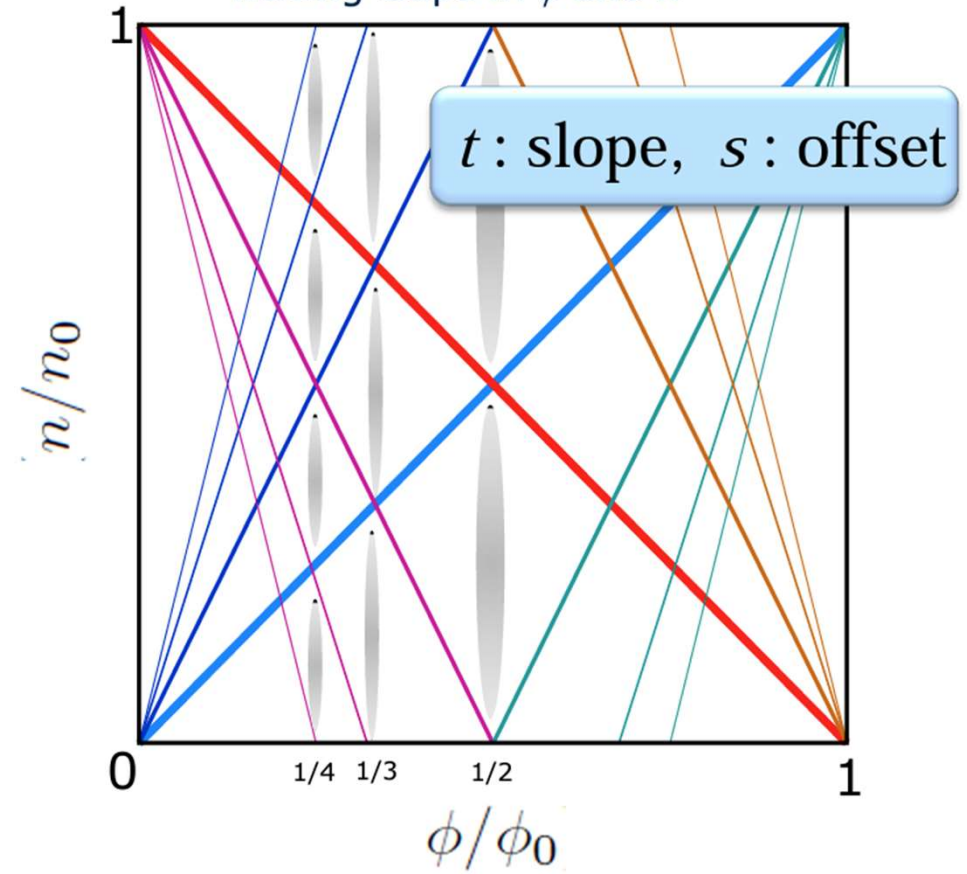 1
t : slope, s : offset
n/n₀
0
1/4 1/3 1/2
1
ϕ/ϕ₀